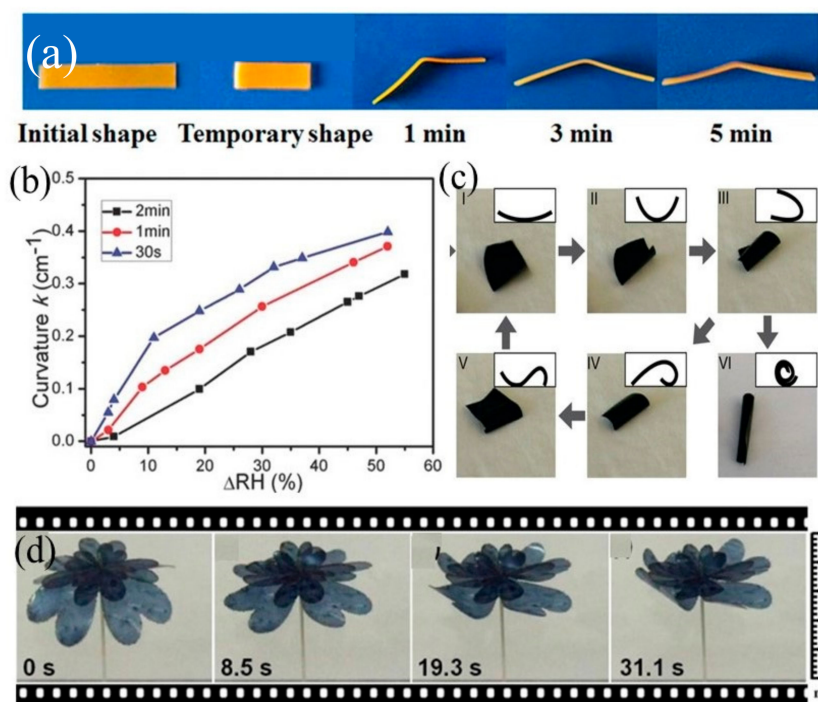 (a)
Initial shape Temporary shape 1 min 3 min 5 min
(b)
0.5
0.4
0.3
0.2
0.1
0.0
Curvature k (cm⁻¹)
2min
1min
30s
0 10 20 30 40 50 60
ΔRH (%)
(c)
I II III
V IV VI
(d)
0 s 8.5 s 19.3 s 31.1 s